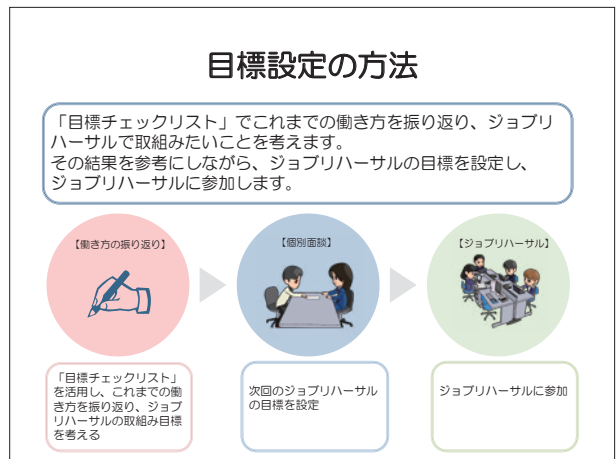 目標設定の方法
「目標チェックリスト」でこれまでの働き方を振り返り、ジョブリ
ハーサルで取組みたいことを考えます。
その結果を参考にしながら、ジョブリハーサルの目標を設定し、
ジョブリハーサルに参加します。
【働き方の振り返り】
【個別面談】
【ジョブリハーサル】
「目標チェックリスト」
を活用し、これまでの働
き方を振り返り、ジョブ
リハーサルの取組み目標
を考える
次回のジョブリハーサル
の目標を設定
ジョブリハーサルに参加